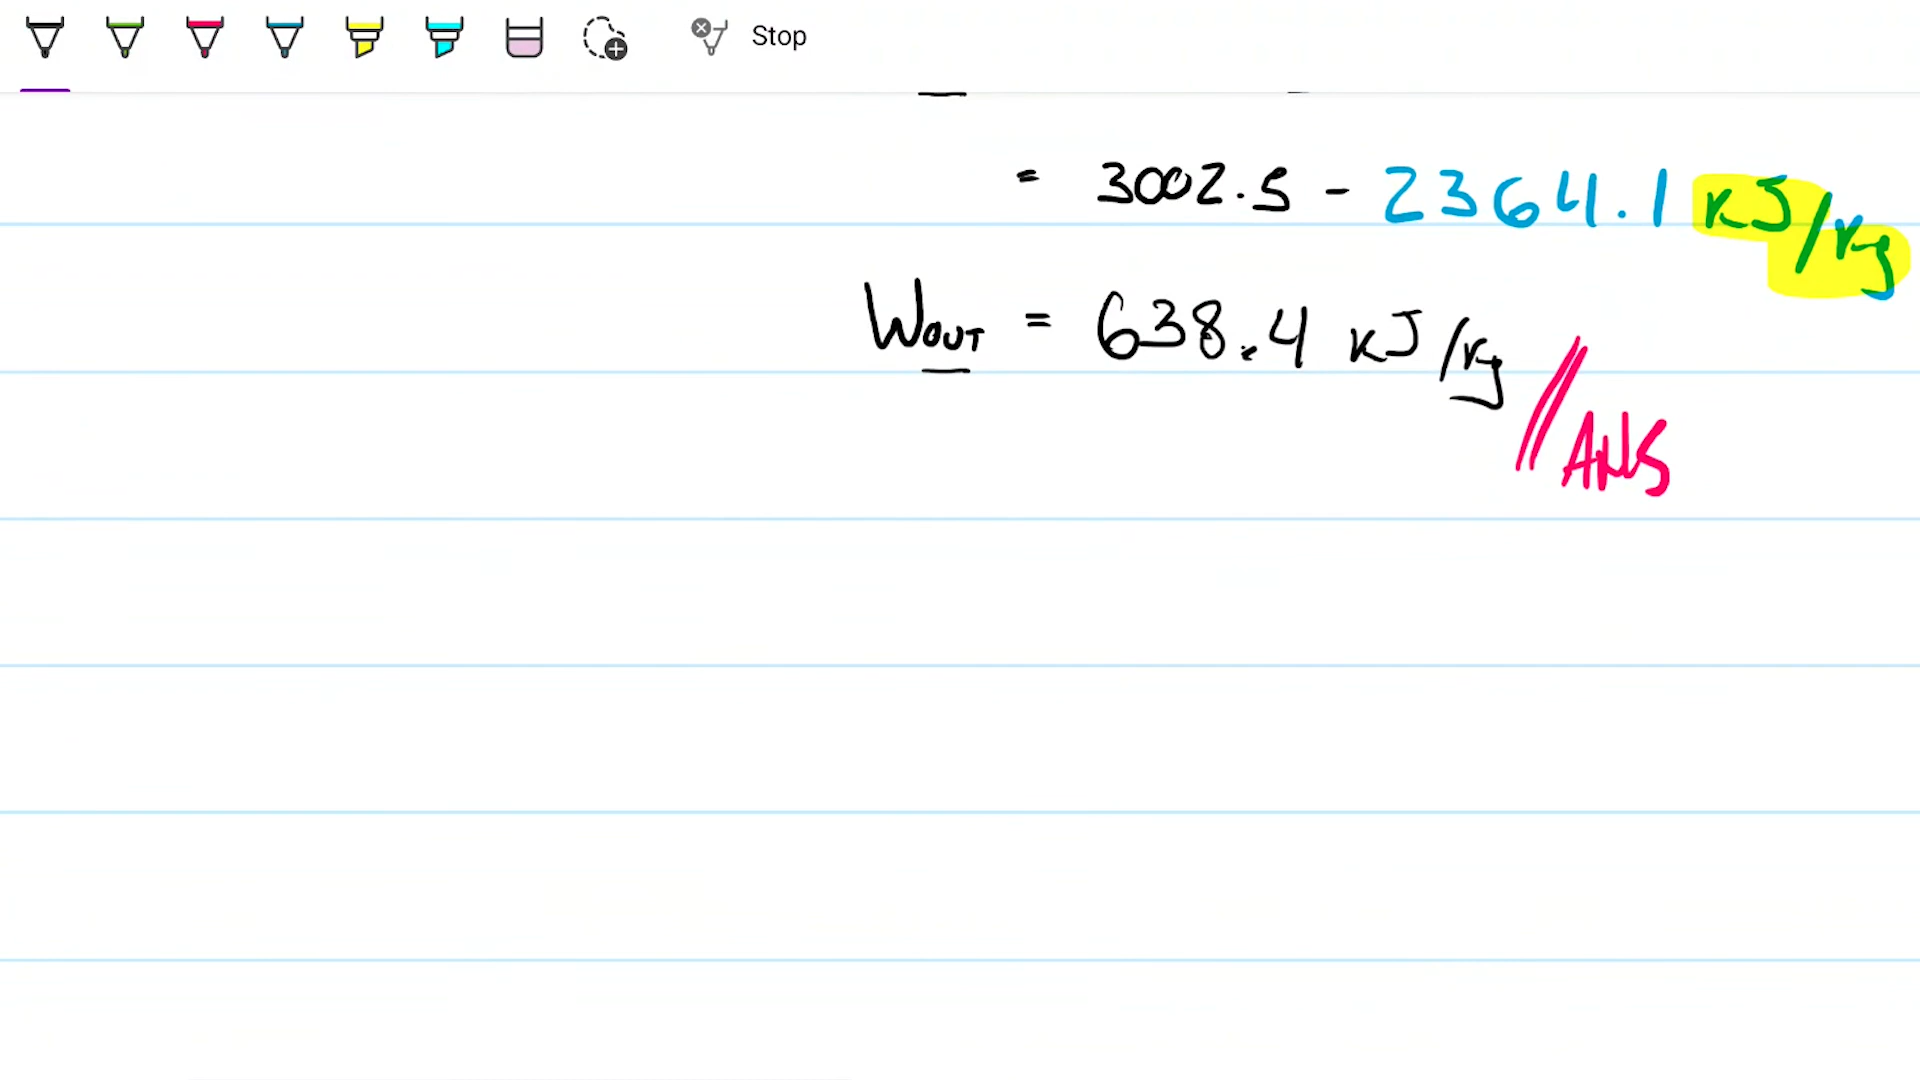 Stop
= 3002.5 - 2364.1 kJ/kg
WOUT = 638.4 kJ/kg
ANS